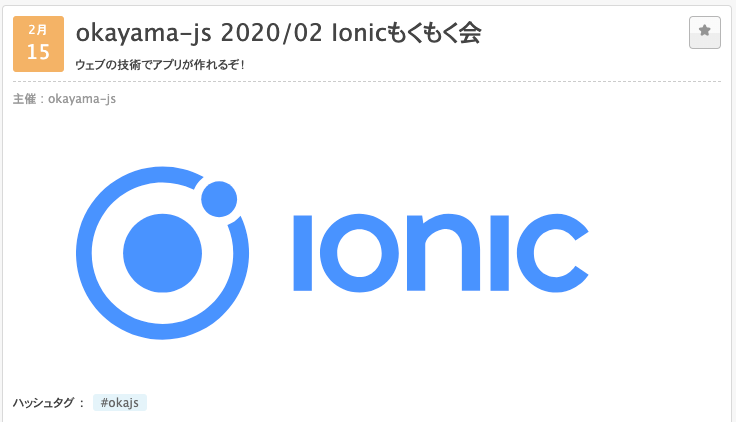 2月
15
okayama-js 2020/02 Ionicもくもく会
ウェブの技術でアプリが作れるぞ!
主催 : okayama-js
ionic
ハッシュタグ : #okajs